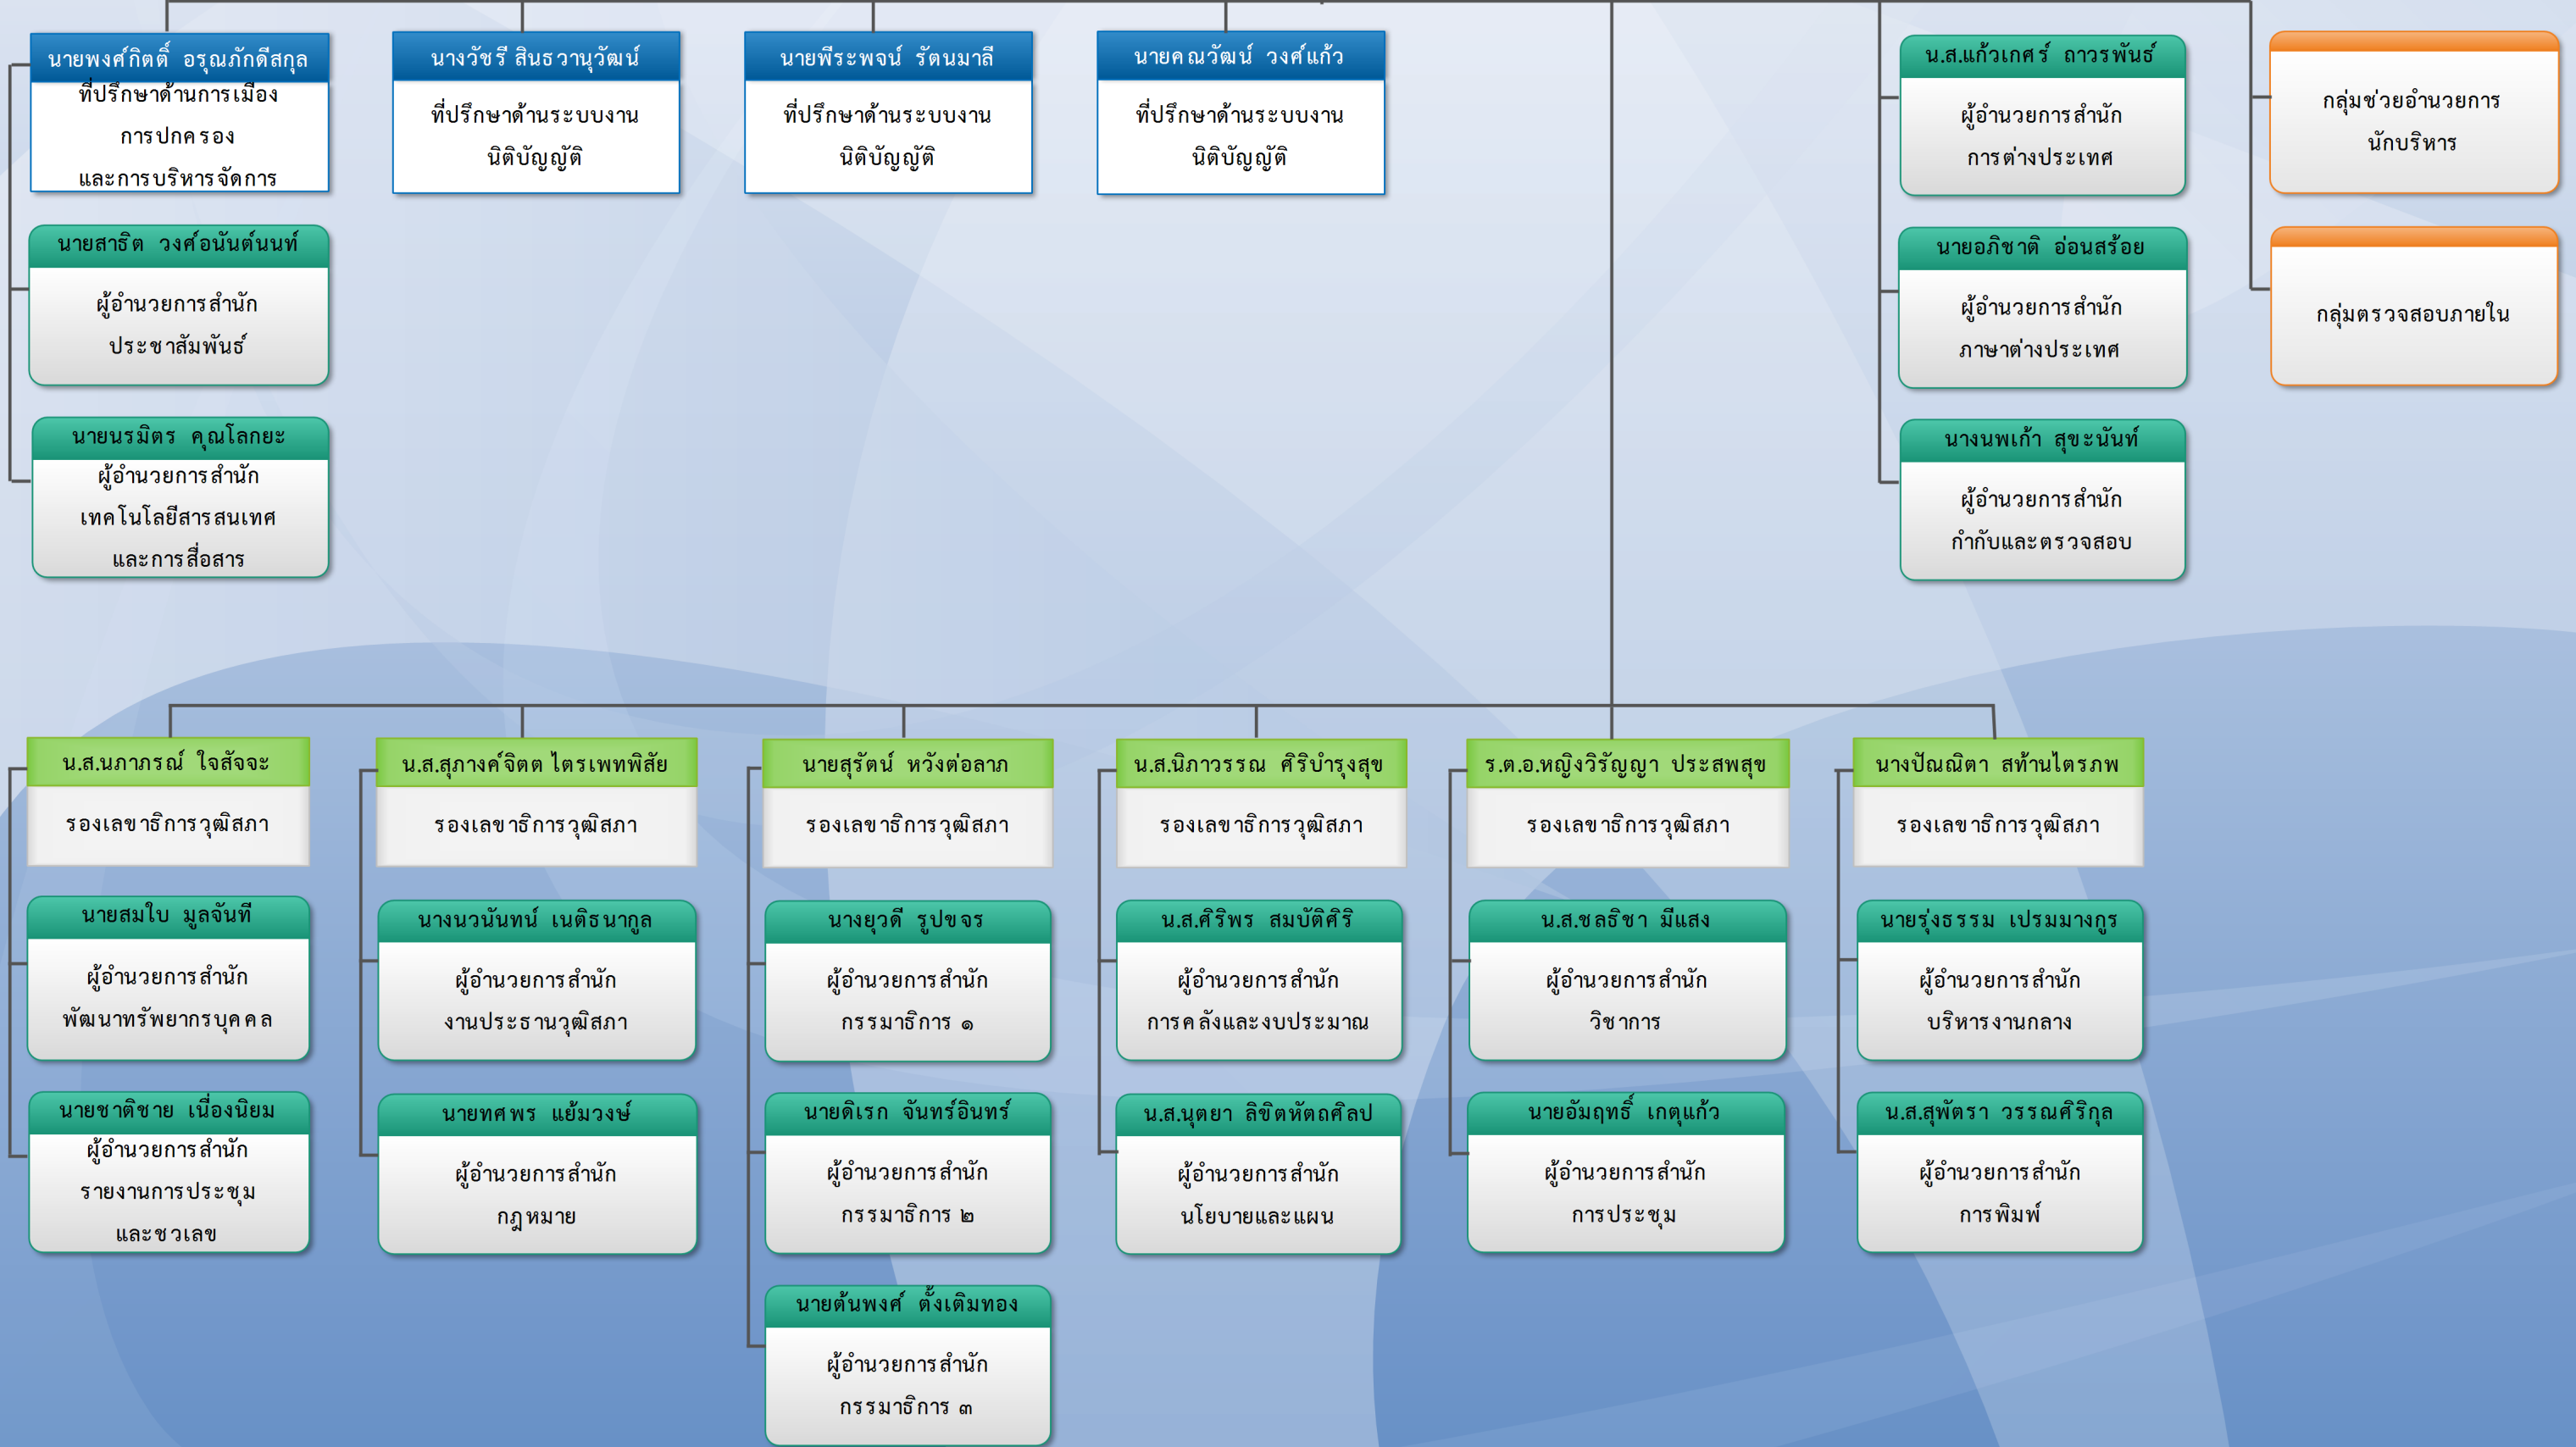 นายพงศ์กิตติ์ อรุณภักดีสกุล
ที่ปรึกษาด้านการเมือง
การปกครอง
และการบริหารจัดการ
นางวัชรี สินธวานุวัฒน์
ที่ปรึกษาด้านระบบงาน
นิติบัญญัติ
นายพีระพจน์ รัตนมาลี
ที่ปรึกษาด้านระบบงาน
นิติบัญญัติ
นายคณวัฒน์ วงศ์แก้ว
ที่ปรึกษาด้านระบบงาน
นิติบัญญัติ
น.ส.แก้วเกศร์ ถาวรพันธ์
ผู้อำนวยการสำนัก
การต่างประเทศ
กลุ่มช่วยอำนวยการ
นักบริหาร
นายสาธิต วงศ์อนันต์นนท์
ผู้อำนวยการสำนัก
ประชาสัมพันธ์
นายอภิชาติ อ่อนสร้อย
ผู้อำนวยการสำนัก
ภาษาต่างประเทศ
กลุ่มตรวจสอบภายใน
นายนรมิตร คุณโลกยะ
ผู้อำนวยการสำนัก
เทคโนโลยีสารสนเทศ
และการสื่อสาร
นางนพเก้า สุขะนันท์
ผู้อำนวยการสำนัก
กำกับและตรวจสอบ
น.ส.นภาภรณ์ ใจสัจจะ
รองเลขาธิการวุฒิสภา
น.ส.สุภางค์จิตต ไตรเพทพิสัย
รองเลขาธิการวุฒิสภา
นายสุรัตน์ หวังต่อลาภ
รองเลขาธิการวุฒิสภา
น.ส.นิภาวรรณ ศิริบำรุงสุข
รองเลขาธิการวุฒิสภา
ร.ต.อ.หญิงวิรัญญา ประสพสุข
รองเลขาธิการวุฒิสภา
นางปัณณิตา สท้านไตรภพ
รองเลขาธิการวุฒิสภา
นายสมใบ มูลจันที
ผู้อำนวยการสำนัก
พัฒนาทรัพยากรบุคคล
นางนวนันทน์ เนติธนากูล
ผู้อำนวยการสำนัก
งานประธานวุฒิสภา
นางยุวดี รูปขจร
ผู้อำนวยการสำนัก
กรรมาธิการ ๑
น.ส.ศิริพร สมบัติศิริ
ผู้อำนวยการสำนัก
การคลังและงบประมาณ
น.ส.ชลธิชา มีแสง
ผู้อำนวยการสำนัก
วิชาการ
นายรุ่งธรรม เปรมมางกูร
ผู้อำนวยการสำนัก
บริหารงานกลาง
นายชาติชาย เนื่องนิยม
ผู้อำนวยการสำนัก
รายงานการประชุม
และชวเลข
นายทศพร แย้มวงษ์
ผู้อำนวยการสำนัก
กฎหมาย
นายดิเรก จันทร์อินทร์
ผู้อำนวยการสำนัก
กรรมาธิการ ๒
น.ส.นุตยา ลิขิตหัตถศิลป
ผู้อำนวยการสำนัก
นโยบายและแผน
นายอัมฤทธิ์ เกตุแก้ว
ผู้อำนวยการสำนัก
การประชุม
น.ส.สุพัตรา วรรณศิริกุล
ผู้อำนวยการสำนัก
การพิมพ์
นายต้นพงศ์ ตั้งเติมทอง
ผู้อำนวยการสำนัก
กรรมาธิการ ๓